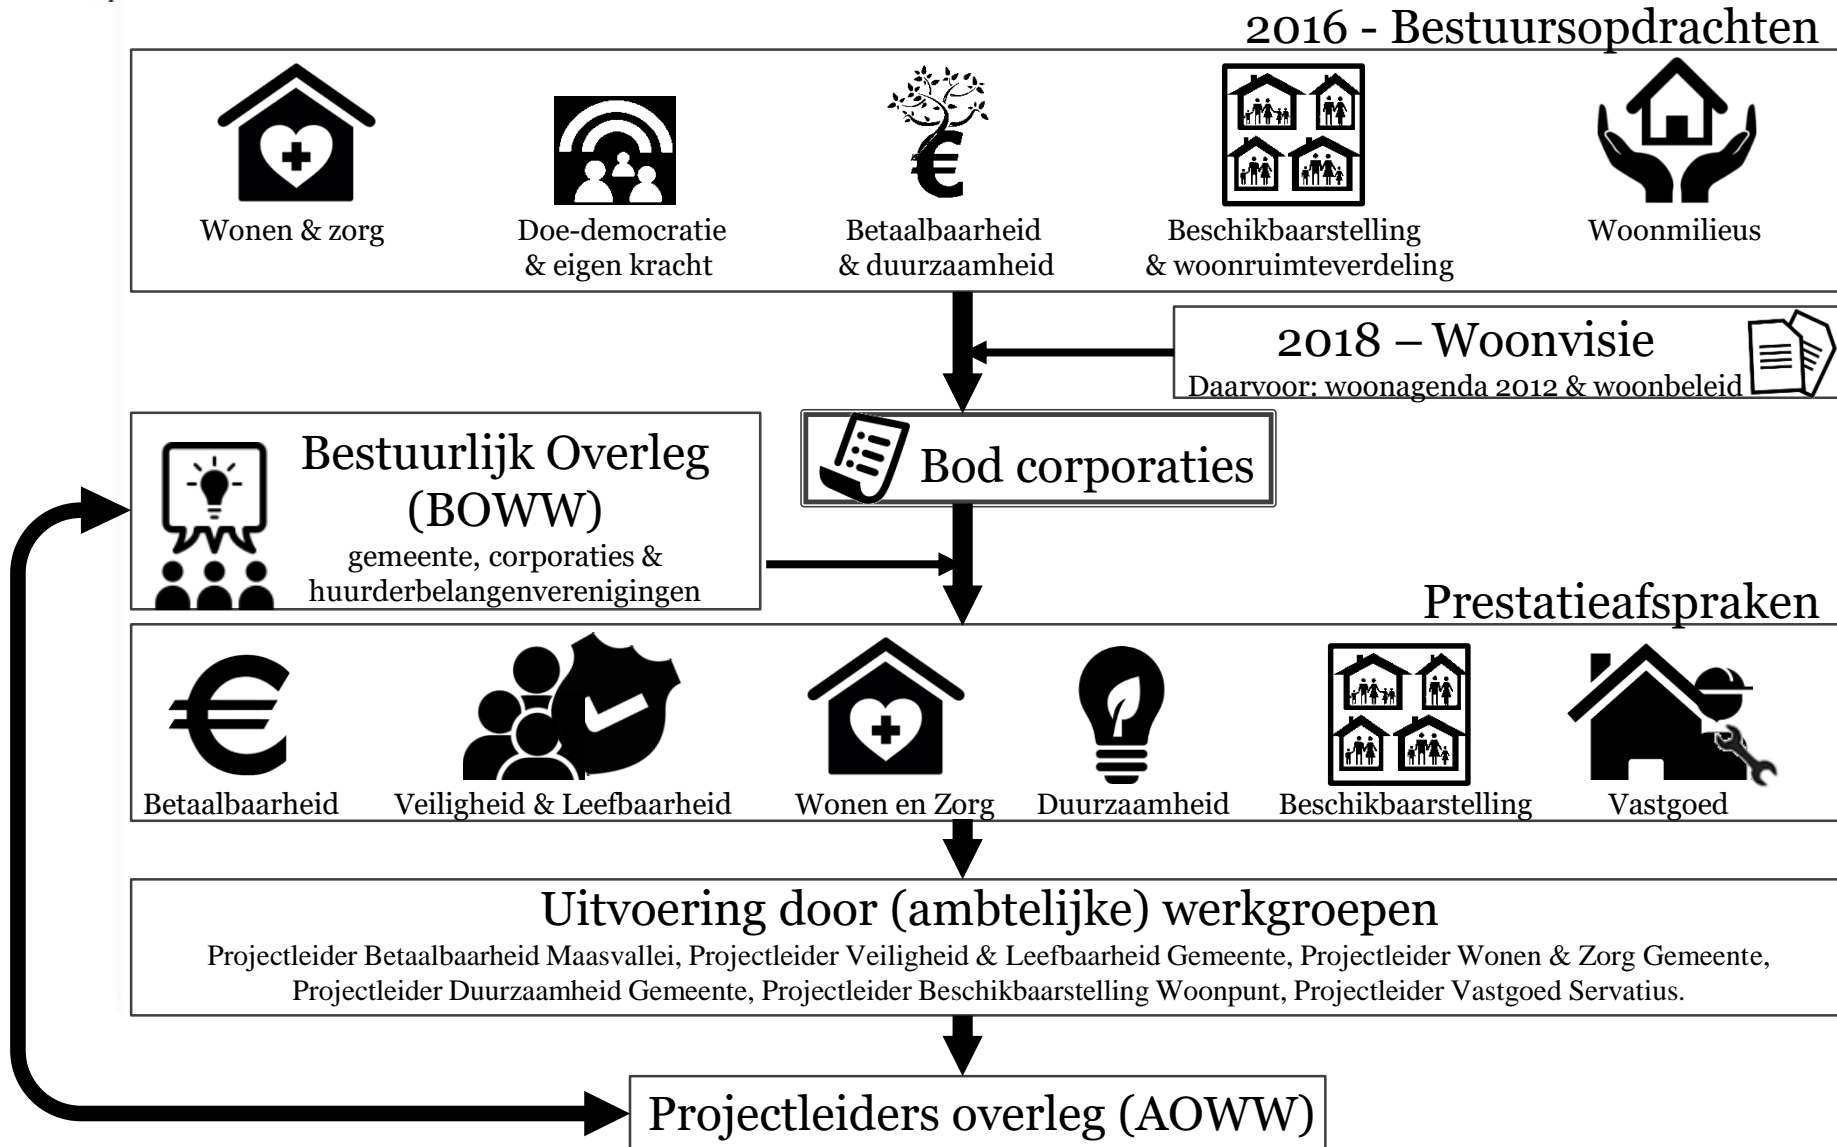 2016 - Bestuursopdrachten
Wonen & zorg
Doe-democratie
& eigen kracht
Betaalbaarheid
& duurzaamheid
Beschikbaarstelling
& woonruimteverdeling
Woonmilieus
2018 – Woonvisie
Daarvoor: woonagenda 2012 & woonbeleid
Bestuurlijk Overleg
(BOWW)
gemeente, corporaties &
huurderbelangenverenigingen
Bod corporaties
Prestatieafspraken
Betaalbaarheid
Veiligheid & Leefbaarheid
Wonen en Zorg
Duurzaamheid
Beschikbaarstelling
Vastgoed
Uitvoering door (ambtelijke) werkgroepen
Projectleider Betaalbaarheid Maasvallei, Projectleider Veiligheid & Leefbaarheid Gemeente, Projectleider Wonen & Zorg Gemeente,
Projectleider Duurzaamheid Gemeente, Projectleider Beschikbaarstelling Woonpunt, Projectleider Vastgoed Servatius.
Projectleiders overleg (AOWW)